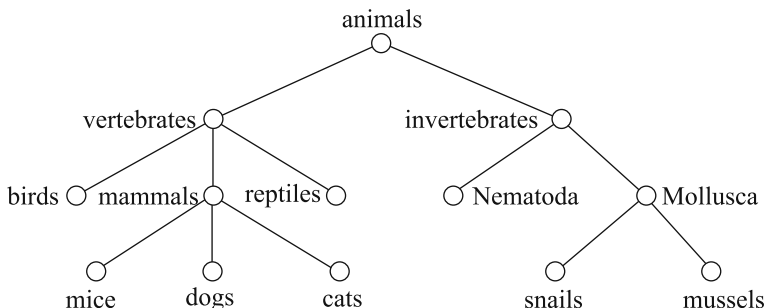 animals
vertebrates
invertebrates
birds
mammals
reptiles
Nematoda
Mollusca
mice
dogs
cats
snails
mussels